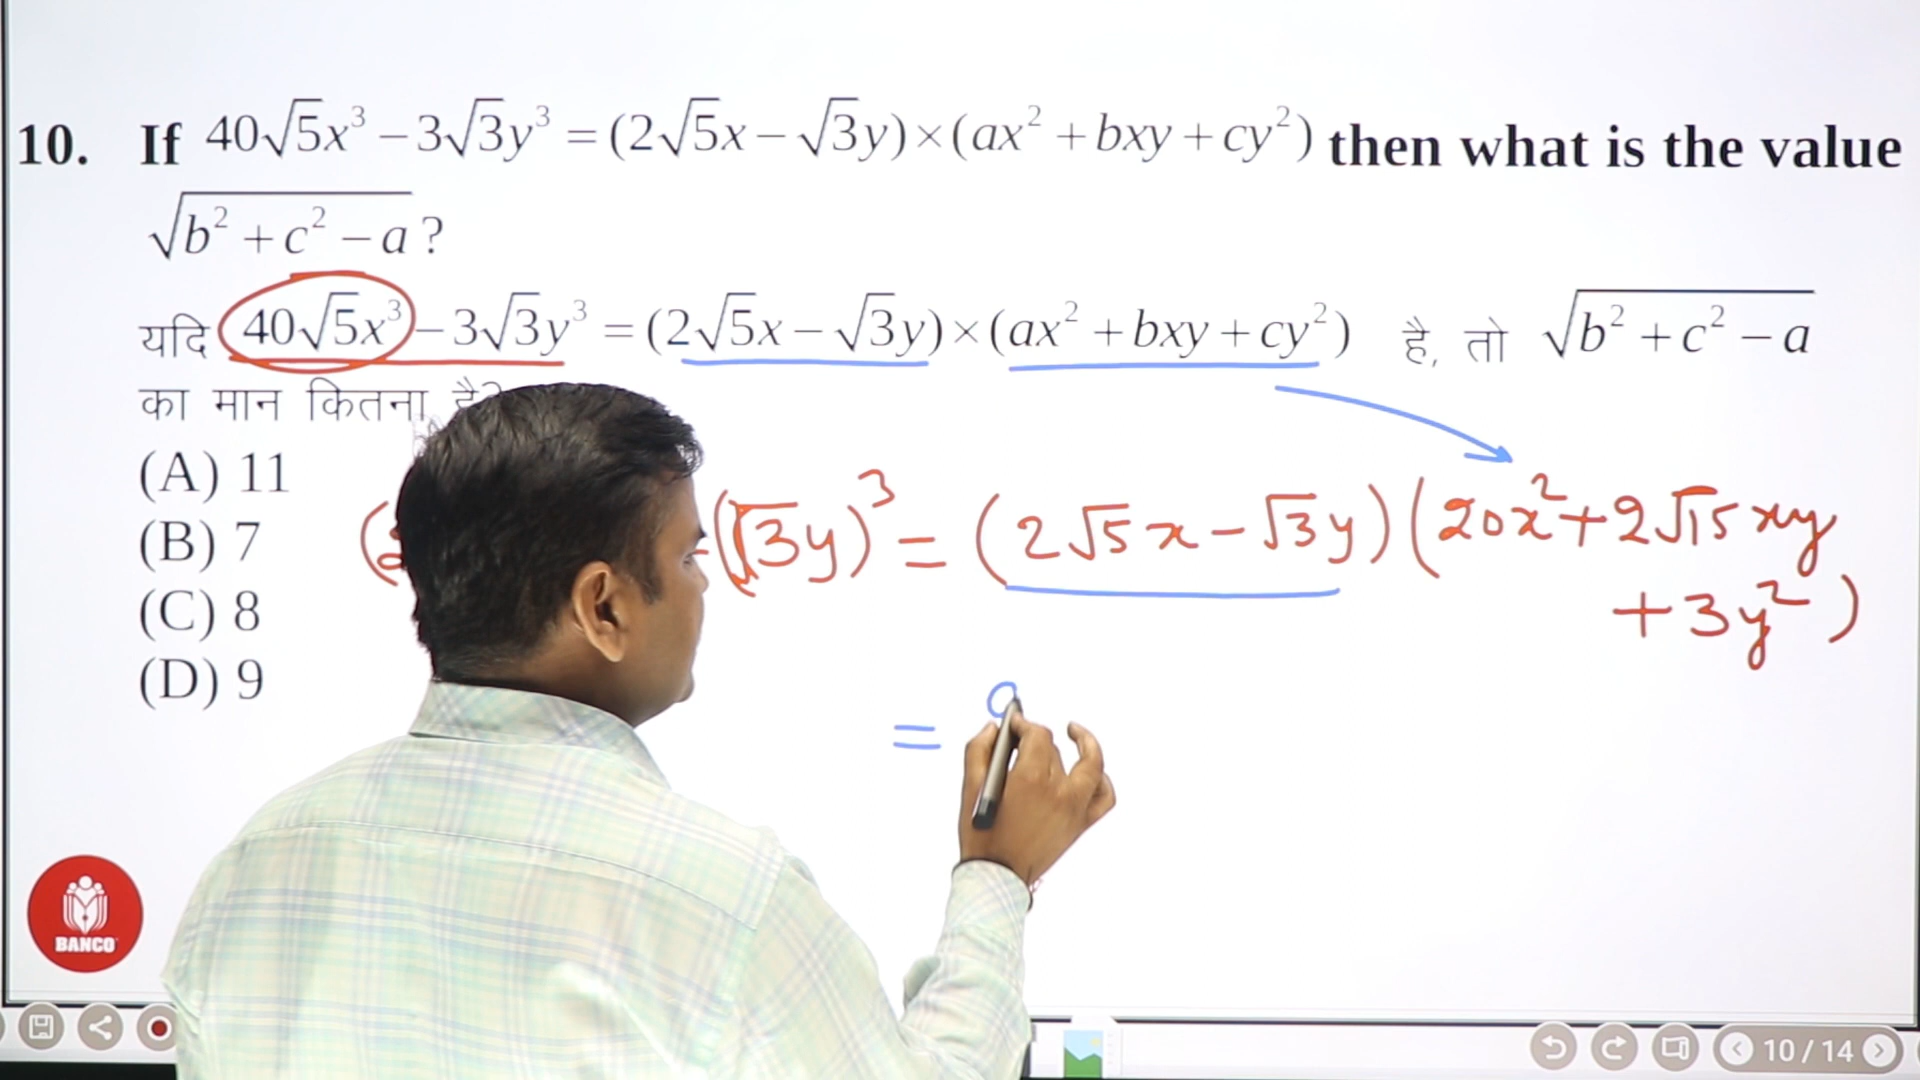 10. If 40√5x³ – 3√3y³ = (2√5x – √3y)×(ax² + bxy + cy²) then what is the value
√(b² + c² – a) ?
यदि 40√5x³ – 3√3y³ = (2√5x – √3y)×(ax² + bxy + cy²) है, तो √(b² + c² – a)
का मान कितना है?
(A) 11
(B) 7
(C) 8
(D) 9
(√3y)³ = (2√5x – √3y)(20x² + 2√15xy
+ 3y²)
=
BANCO
10 / 14